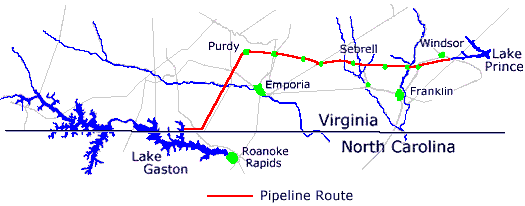 Purdy
Sebrell
Windsor
Lake
Prince
Emporia
Franklin
Virginia
North Carolina
Lake
Gaston
Roanoke
Rapids
Pipeline Route